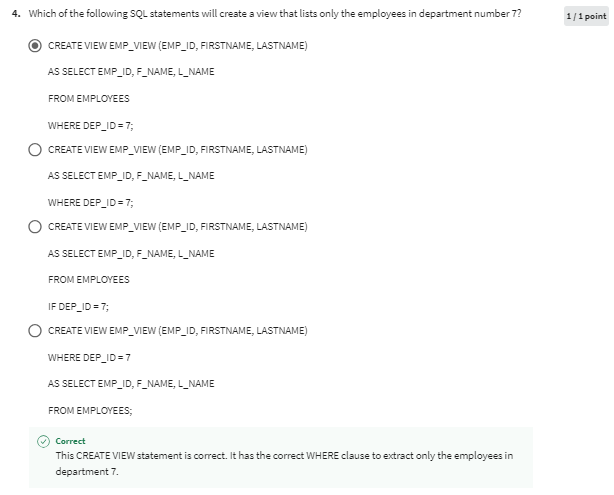 4. Which of the following SQL statements will create a view that lists only the employees in department number 7?
1 / 1 point
CREATE VIEW EMP_VIEW (EMP_ID, FIRSTNAME, LASTNAME)
AS SELECT EMP_ID, F_NAME, L_NAME
FROM EMPLOYEES
WHERE DEP_ID = 7;
CREATE VIEW EMP_VIEW (EMP_ID, FIRSTNAME, LASTNAME)
AS SELECT EMP_ID, F_NAME, L_NAME
WHERE DEP_ID = 7;
CREATE VIEW EMP_VIEW (EMP_ID, FIRSTNAME, LASTNAME)
AS SELECT EMP_ID, F_NAME, L_NAME
FROM EMPLOYEES
IF DEP_ID = 7;
CREATE VIEW EMP_VIEW (EMP_ID, FIRSTNAME, LASTNAME)
WHERE DEP_ID = 7
AS SELECT EMP_ID, F_NAME, L_NAME
FROM EMPLOYEES;
Correct
This CREATE VIEW statement is correct. It has the correct WHERE clause to extract only the employees in
department 7.